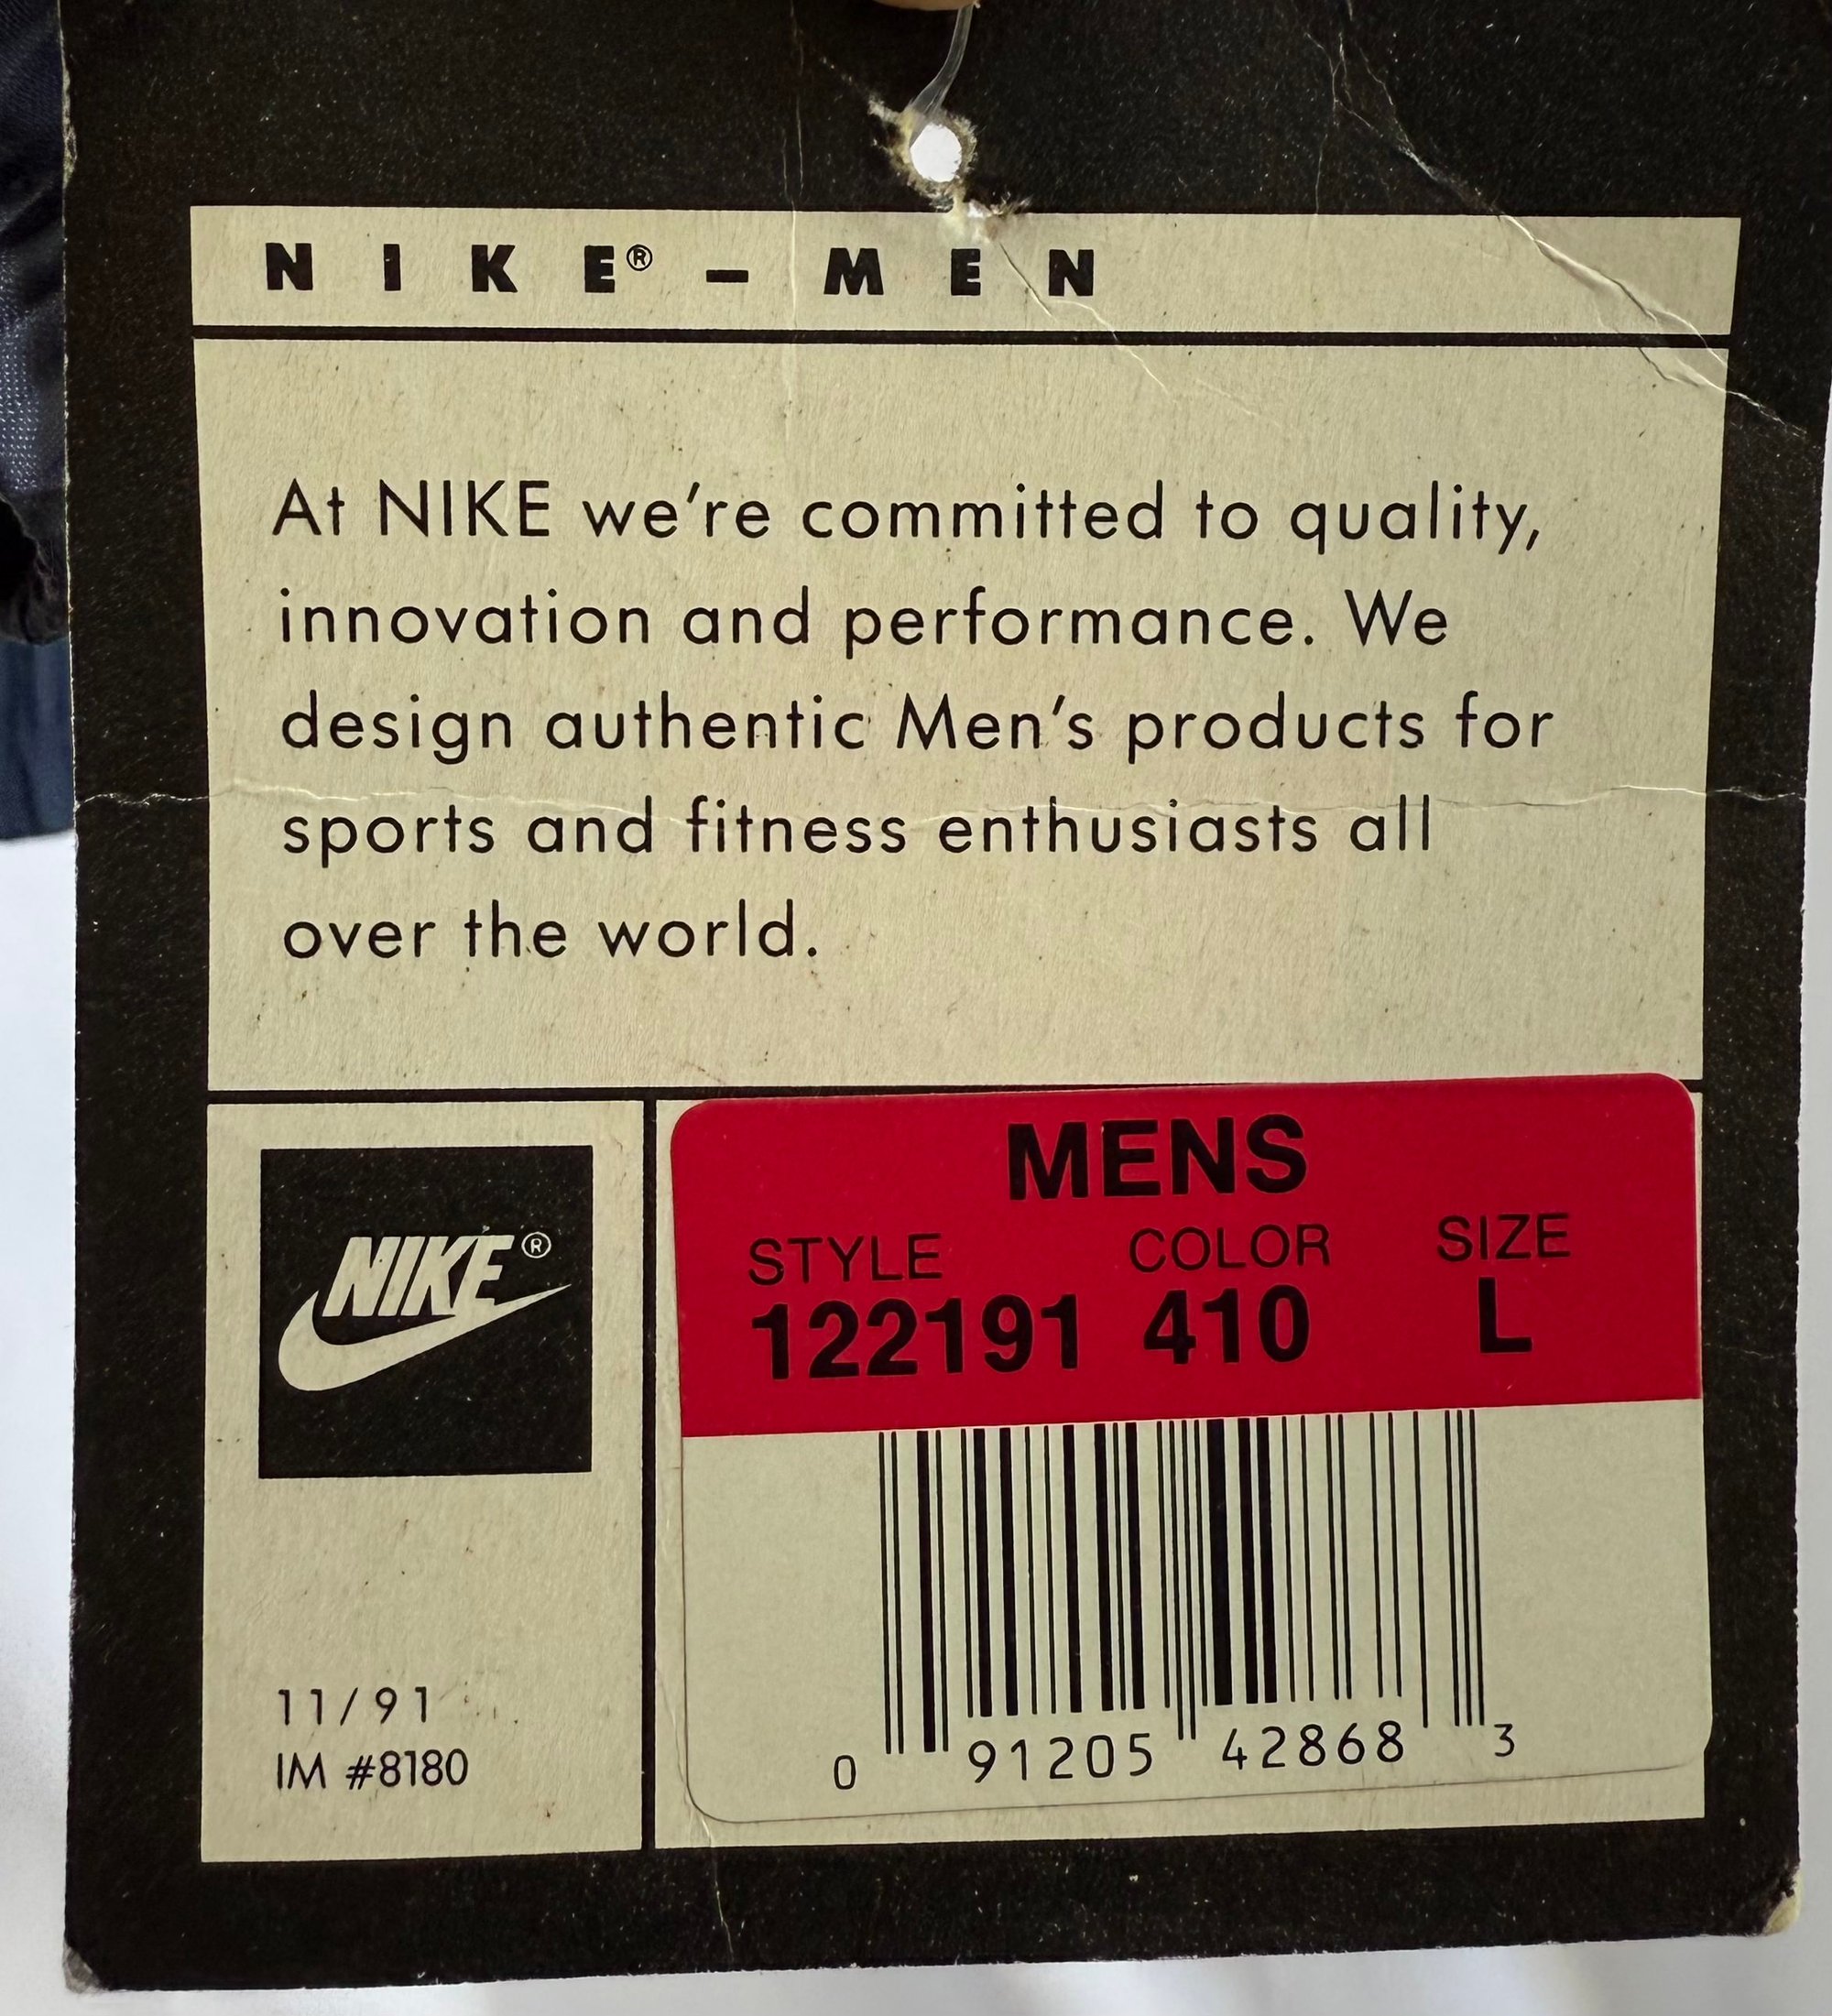 NIKE® – MEN
At NIKE we're committed to quality,
innovation and performance. We
design authentic Men's products for
sports and fitness enthusiasts all
over the world.
NIKE®
11/91
IM #8180
MENS
STYLE COLOR SIZE
122191 410 L
0 91205 42868 3